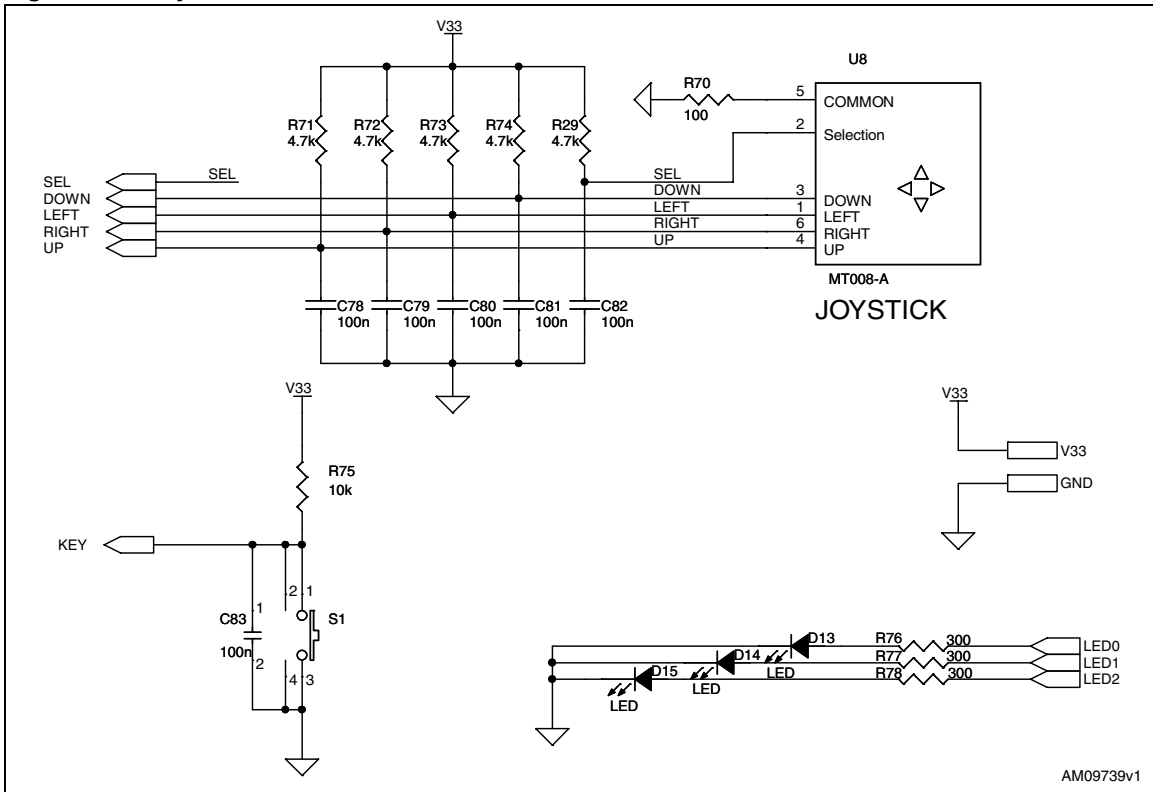 V33
U8
R70
100
5
COMMON
2
Selection
R71
4.7k
R72
4.7k
R73
4.7k
R74
4.7k
R29
4.7k
SEL
SEL
SEL
DOWN
DOWN
3
DOWN
LEFT
LEFT
1
LEFT
RIGHT
RIGHT
6
RIGHT
UP
UP
4
UP
MT008-A
JOYSTICK
C78
100n
C79
100n
C80
100n
C81
100n
C82
100n
V33
R75
10k
KEY
2
1
C83
100n
1
2
S1
4
3
V33
V33
GND
D13
LED
R76
300
LED0
D14
LED
R77
300
LED1
D15
LED
R78
300
LED2
AM09739v1